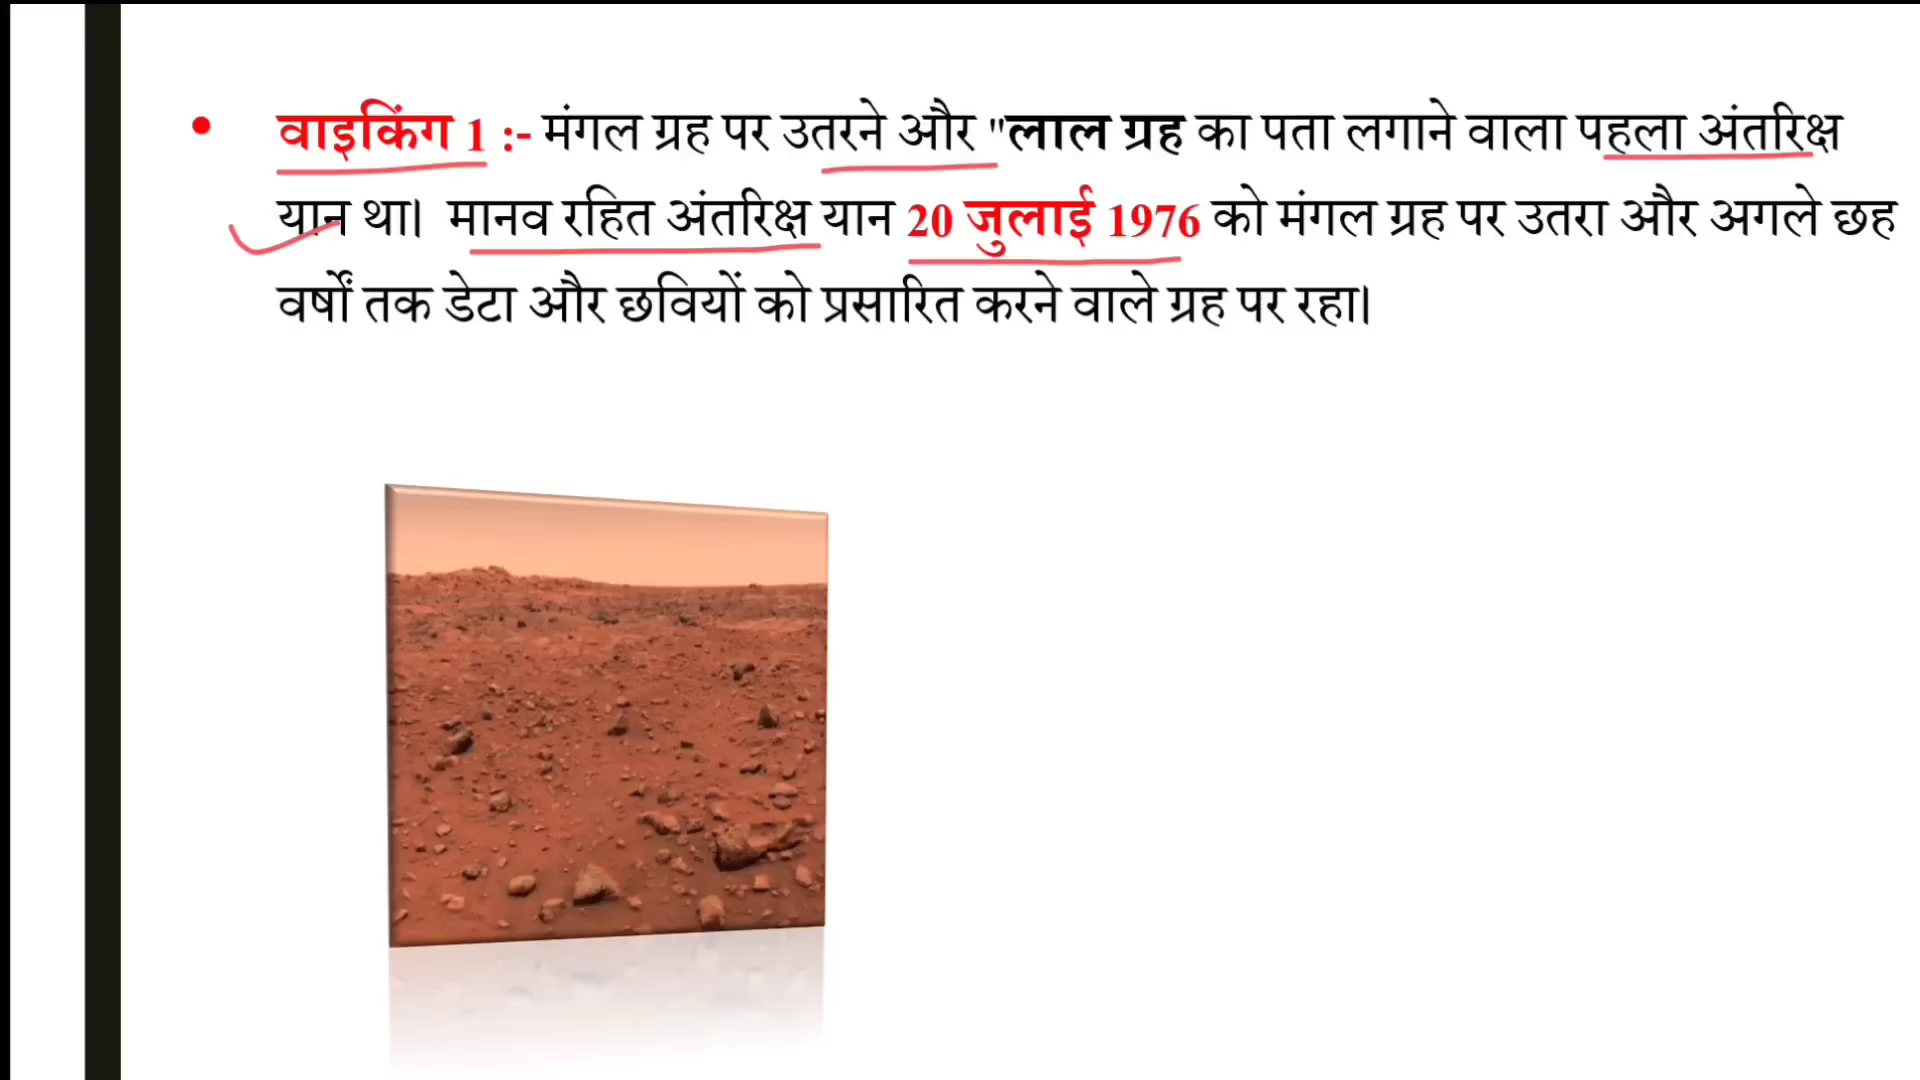 • वाइकिंग 1 :- मंगल ग्रह पर उतरने और "लाल ग्रह का पता लगाने वाला पहला अंतरिक्ष
यान था। मानव रहित अंतरिक्ष यान 20 जुलाई 1976 को मंगल ग्रह पर उतरा और अगले छह
वर्षों तक डेटा और छवियों को प्रसारित करने वाले ग्रह पर रहा।